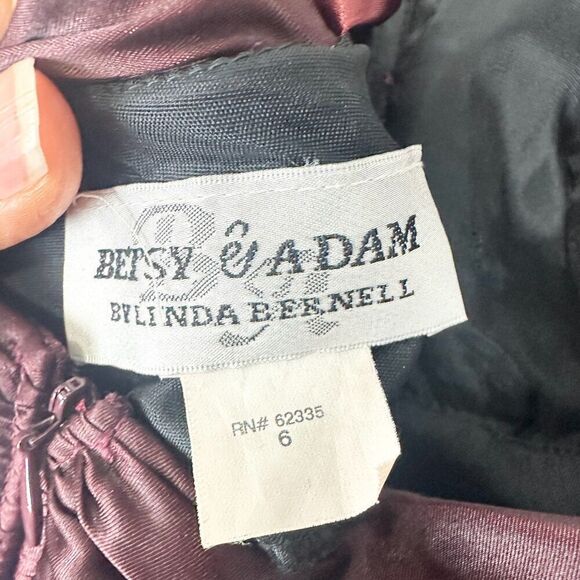 BETSY & ADAM
BY LINDA BERNELL
RN# 62335
6